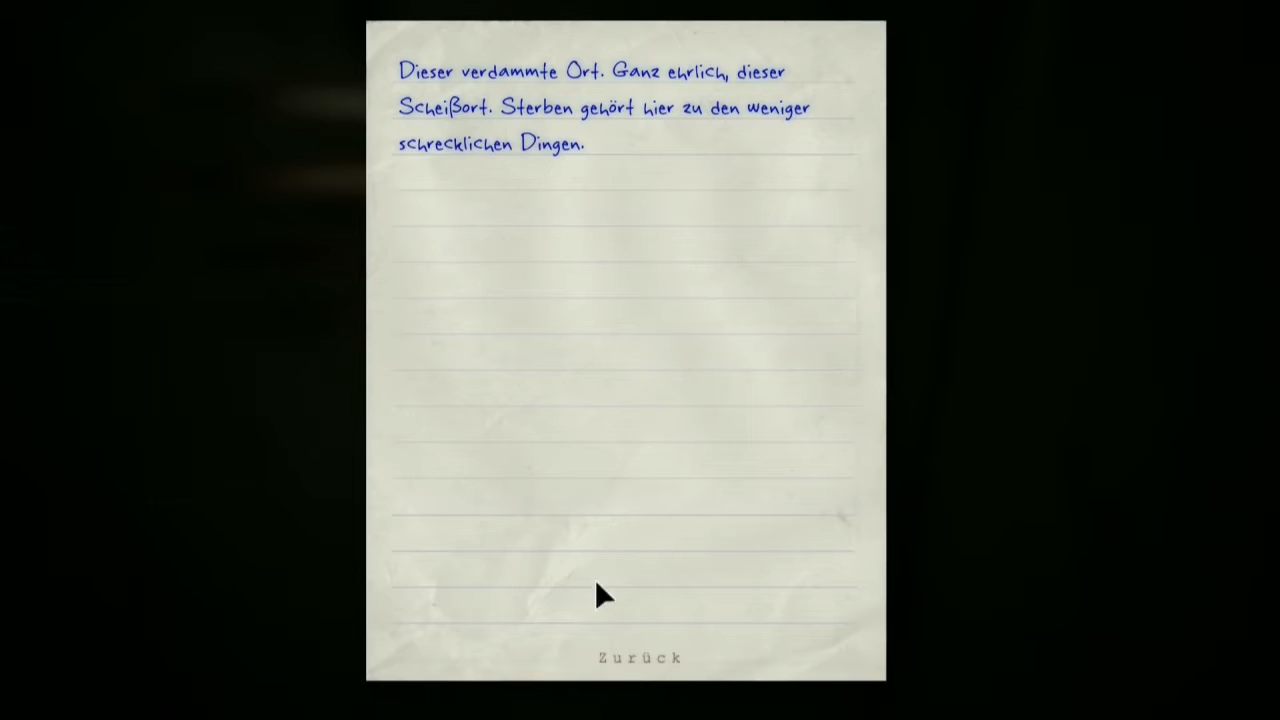 Dieser verdammte Ort. Ganz ehrlich, dieser
Scheißort. Sterben gehört hier zu den weniger
schrecklichen Dingen.
Zurück